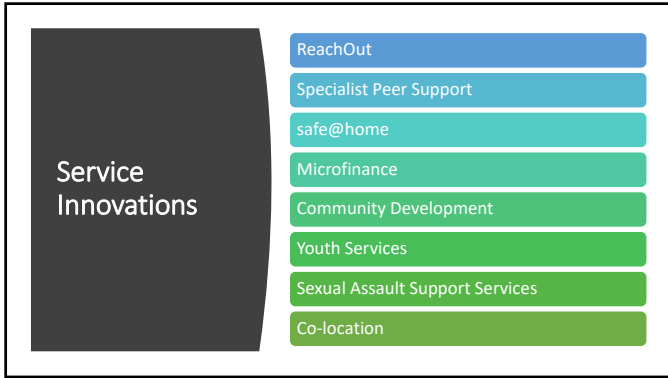 Service
Innovations
ReachOut
Specialist Peer Support
safe@home
Microfinance
Community Development
Youth Services
Sexual Assault Support Services
Co-location